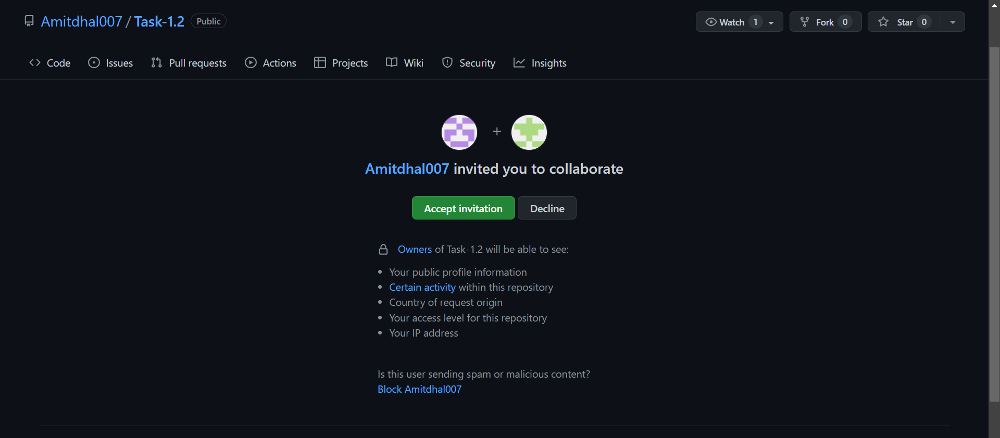 Amitdhal007 / Task-1.2 Public
Watch 1 Fork 0 Star 0
Code Issues Pull requests Actions Projects Wiki Security Insights
+
Amitdhal007 invited you to collaborate
Accept invitation Decline
Owners of Task-1.2 will be able to see:
• Your public profile information
• Certain activity within this repository
• Country of request origin
• Your access level for this repository
• Your IP address
Is this user sending spam or malicious content?
Block Amitdhal007